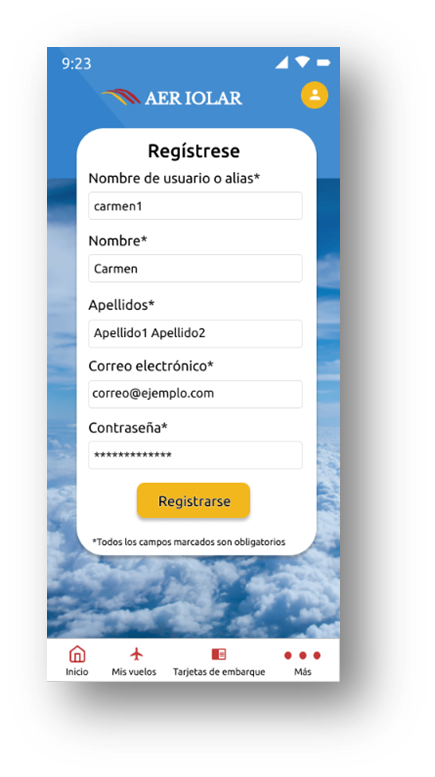 9:23
AER IOLAR
Regístrese
Nombre de usuario o alias*
carmen1
Nombre*
Carmen
Apellidos*
Apellido1 Apellido2
Correo electrónico*
correo@ejemplo.com
Contraseña*
*************
Registrarse
*Todos los campos marcados son obligatorios
Inicio Mis vuelos Tarjetas de embarque Más